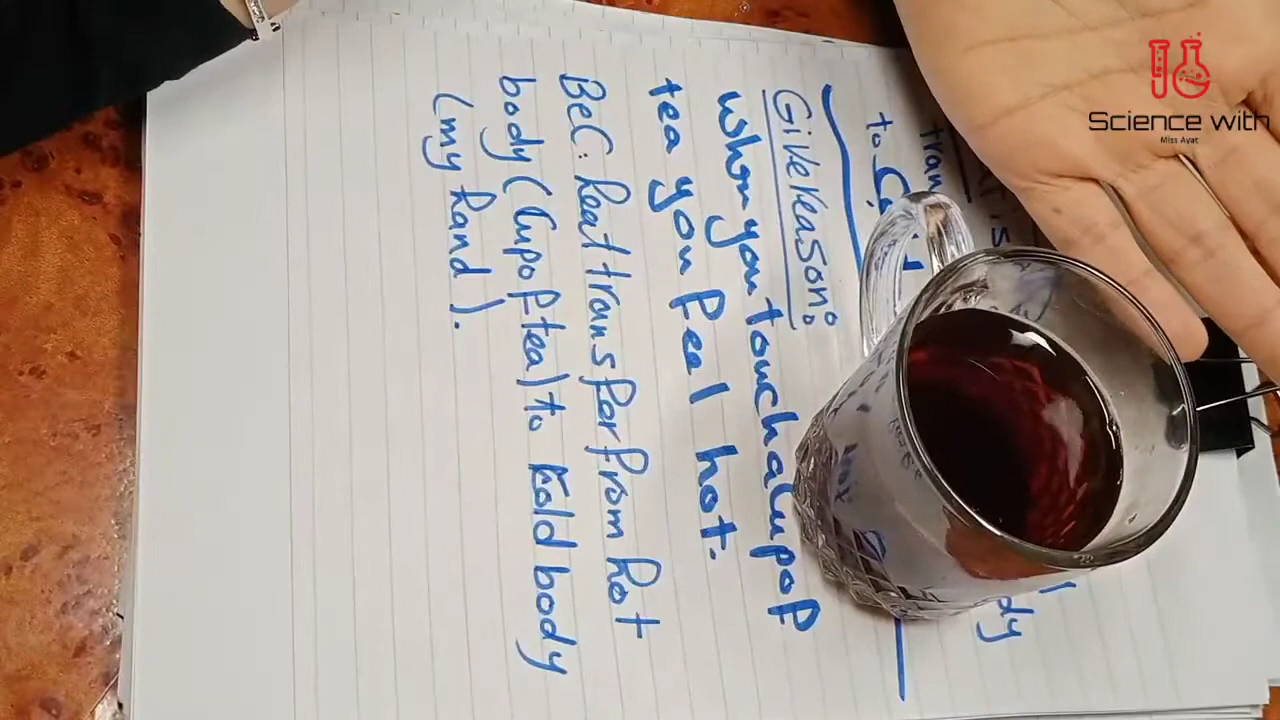 to
Give reason:
when you touch a cup of
tea you feel hot.
Bec: heat transfer from hot
body (Cup of tea) to cold body
(my hand).
Science with
Miss Ayat